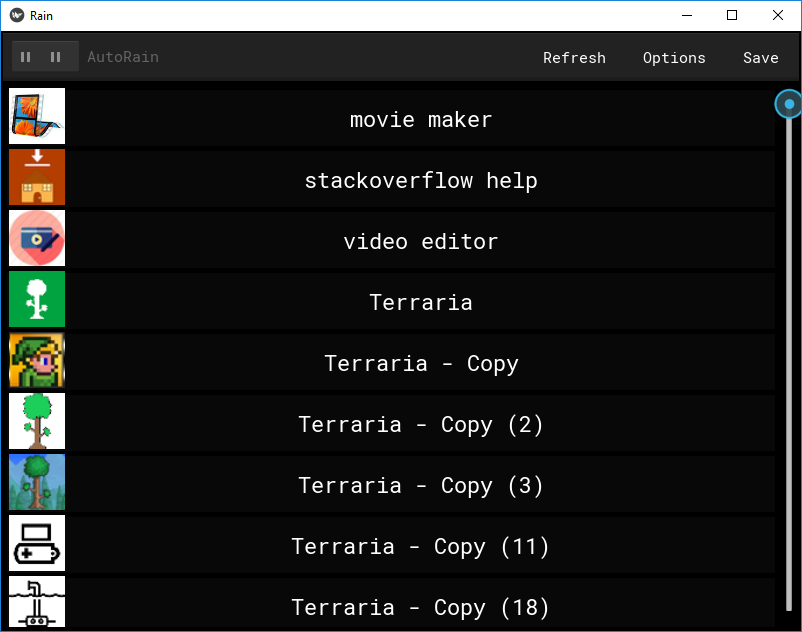 Rain
AutoRain
Refresh
Options
Save
movie maker
stackoverflow help
video editor
Terraria
Terraria - Copy
Terraria - Copy (2)
Terraria - Copy (3)
Terraria - Copy (11)
Terraria - Copy (18)